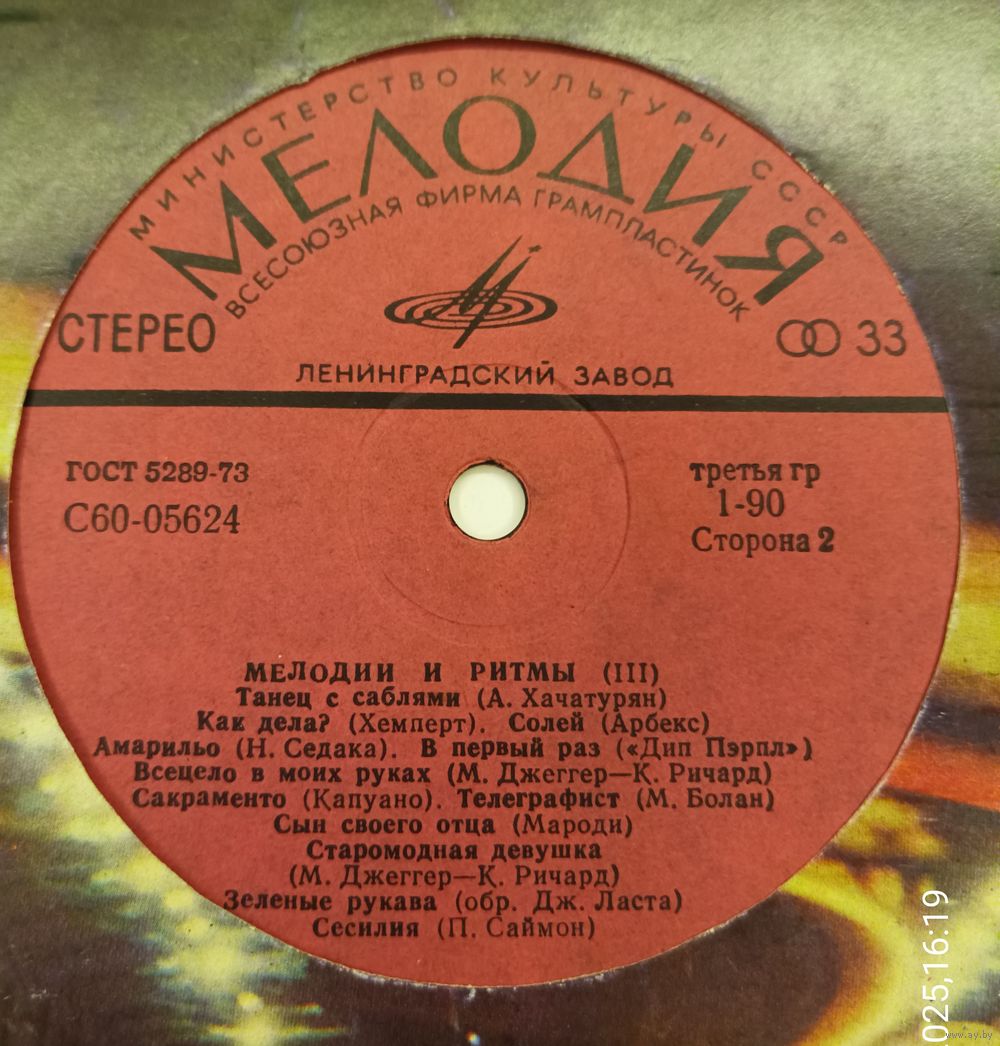 МИНИСТЕРСТВО КУЛЬТУРЫ СССР
МЕЛОДИЯ
ВСЕСОЮЗНАЯ ФИРМА ГРАМПЛАСТИНОК
СТЕРЕО
33
ЛЕНИНГРАДСКИЙ ЗАВОД
ГОСТ 5289-73
С60-05624
третья гр
1-90
Сторона 2
МЕЛОДИИ И РИТМЫ (III)
Танец с саблями (А. Хачатурян)
Как дела? (Хемперт). Солей (Арбекс)
Амарильо (Н. Седака). В первый раз («Дип Пэрпл»)
Всецело в моих руках (М. Джеггер—К. Ричард)
Сакраменто (Капуано). Телеграфист (М. Болан)
Сын своего отца (Мароди)
Старомодная девушка
(М. Джеггер—К. Ричард)
Зеленые рукава (обр. Дж. Ласта)
Сесилия (П. Саймон)
025,16:19
www.ay.by